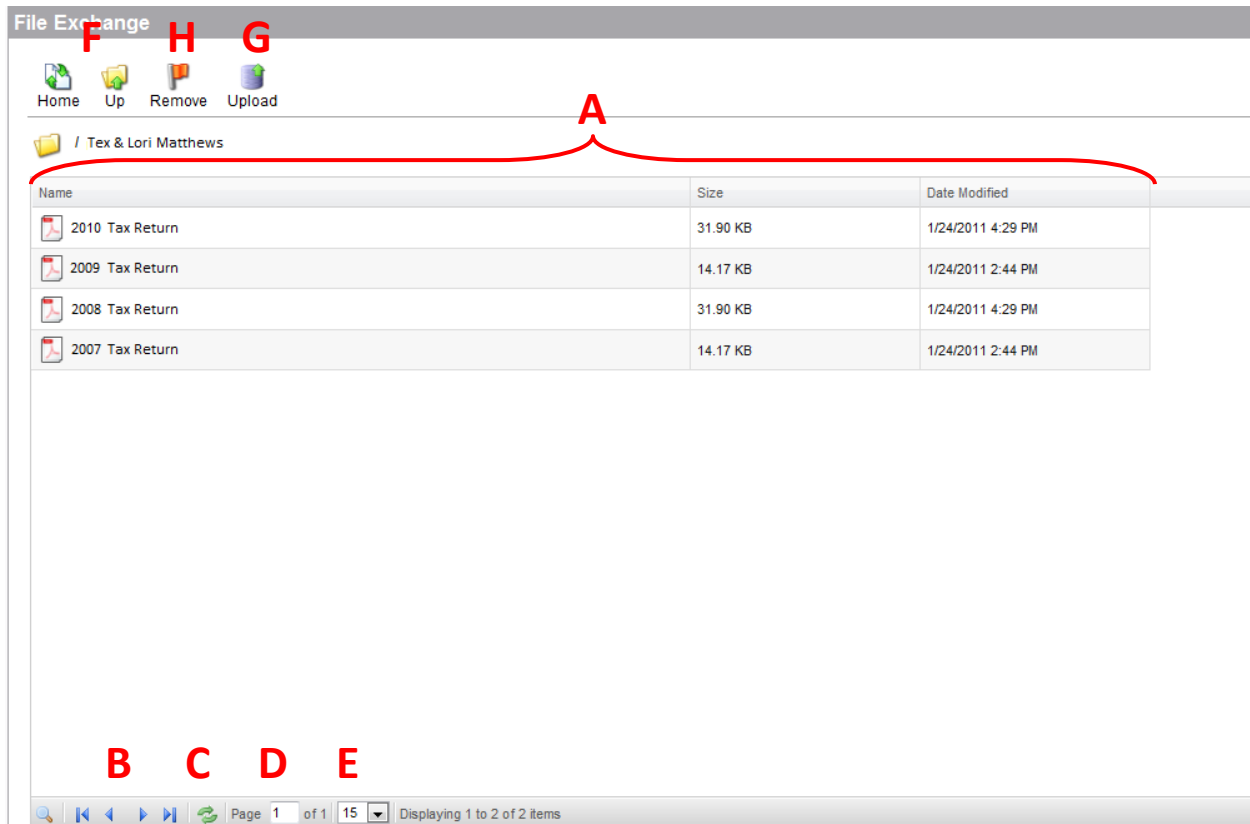 File Exchange
F H G
Home Up Remove Upload
A
/ Tex & Lori Matthews
Name Size Date Modified
2010 Tax Return 31.90 KB 1/24/2011 4:29 PM
2009 Tax Return 14.17 KB 1/24/2011 2:44 PM
2008 Tax Return 31.90 KB 1/24/2011 4:29 PM
2007 Tax Return 14.17 KB 1/24/2011 2:44 PM
B C D E
Page 1 of 1 15 Displaying 1 to 2 of 2 items